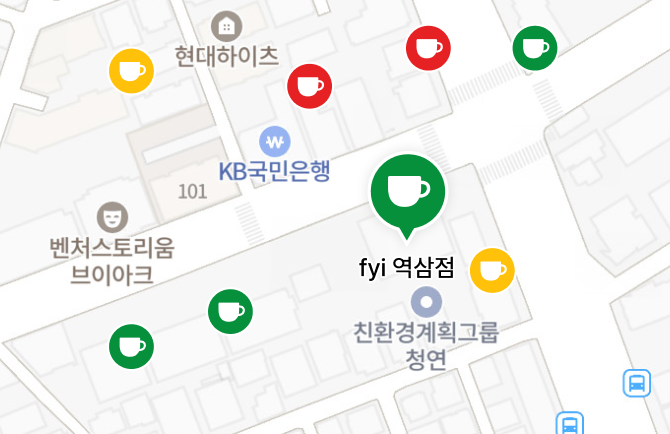 현대하이츠
₩
KB국민은행
101
벤처스토리움
브이아크
fyi 역삼점
친환경계획그룹
청연